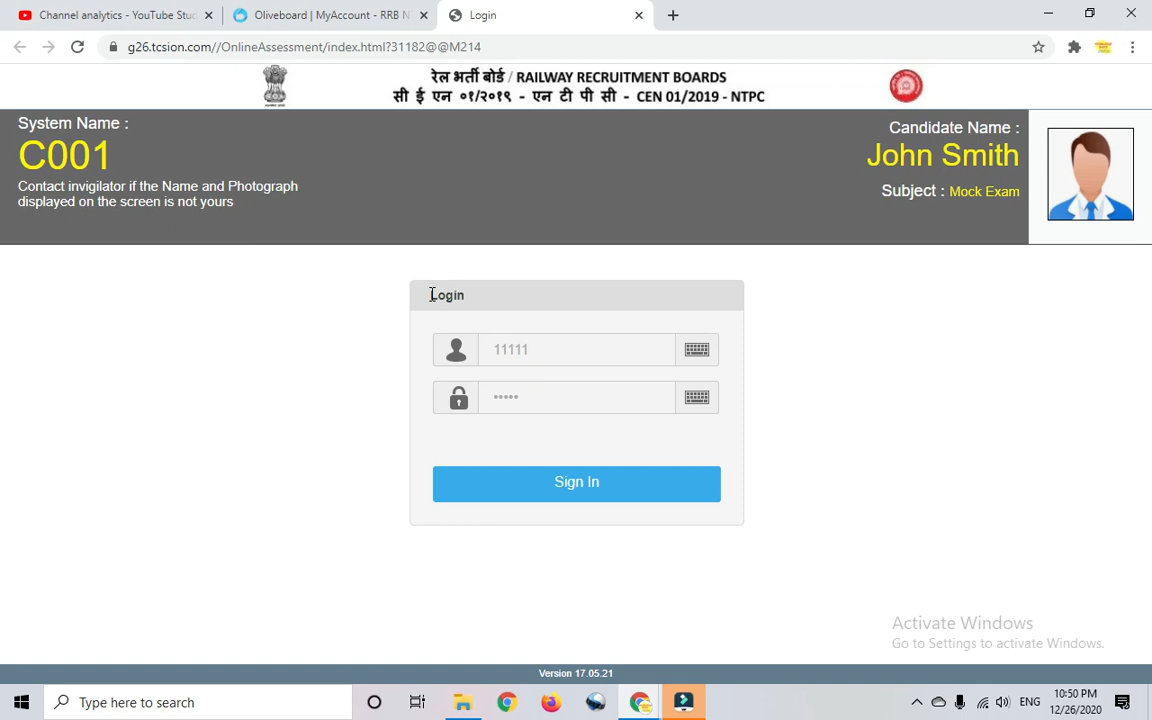 Channel analytics - YouTube Stu
Oliveboard | MyAccount - RRB N
Login
g26.tcsion.com//OnlineAssessment/index.html?31182@@M214
रेल भर्ती बोर्ड / RAILWAY RECRUITMENT BOARDS
सी ई एन ०१/२०१९ - एन टी पी सी - CEN 01/2019 - NTPC
System Name :
C001
Contact invigilator if the Name and Photograph
displayed on the screen is not yours
Candidate Name :
John Smith
Subject : Mock Exam
Login
11111
•••••
Sign In
Activate Windows
Go to Settings to activate Windows.
Version 17.05.21
Type here to search
ENG
10:50 PM
12/26/2020